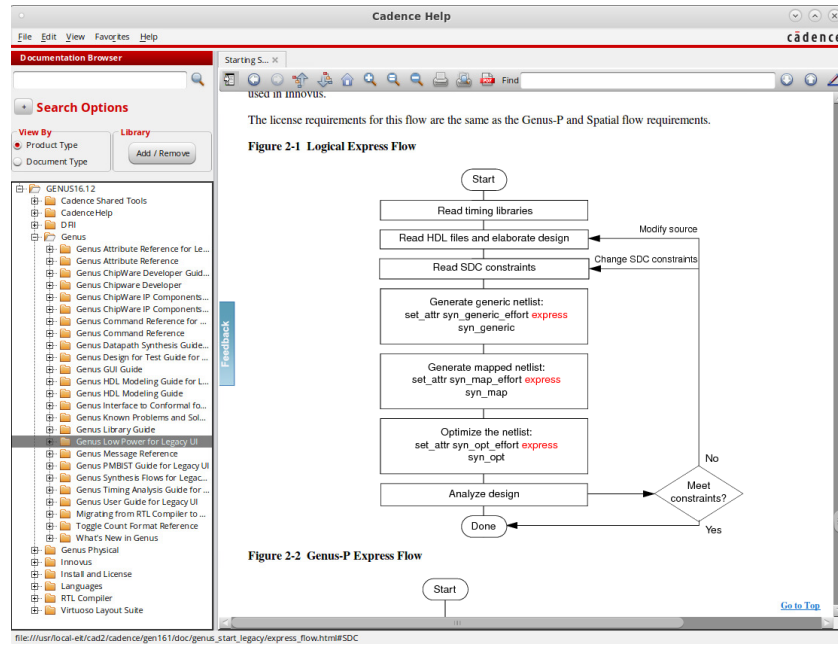 Cadence Help
File Edit View Favorites Help
cādence
Documentation Browser
Search Options
View By
Product Type
Document Type
Library
Add / Remove
GENUS16.12
Cadence Shared Tools
CadenceHelp
DFII
Genus
Genus Attribute Reference for Le...
Genus Attribute Reference
Genus ChipWare Developer Guid...
Genus Chipware Developer
Genus ChipWare IP Components...
Genus ChipWare IP Components...
Genus Command Reference for ...
Genus Command Reference
Genus Datapath Synthesis Guide...
Genus Design for Test Guide for ...
Genus GUI Guide
Genus HDL Modeling Guide for L...
Genus HDL Modeling Guide
Genus Interface to Conformal fo...
Genus Known Problems and Sol...
Genus Library Guide
Genus Low Power for Legacy UI
Genus Message Reference
Genus PMBIST Guide for Legacy UI
Genus Synthesis Flows for Legac...
Genus Timing Analysis Guide for ...
Genus User Guide for Legacy UI
Migrating from RTL Compiler to ...
Toggle Count Format Reference
What's New in Genus
Genus Physical
Innovus
Install and License
Languages
RTL Compiler
Virtuoso Layout Suite
Starting S...
Find
used in Innovus.
The license requirements for this flow are the same as the Genus-P and Spatial flow requirements.
Figure 2-1 Logical Express Flow
Start
Read timing libraries
Read HDL files and elaborate design
Modify source
Read SDC constraints
Change SDC constraints
Generate generic netlist:
set_attr syn_generic_effort express
syn_generic
Generate mapped netlist:
set_attr syn_map_effort express
syn_map
Optimize the netlist:
set_attr syn_opt_effort express
syn_opt
Analyze design
Meet
constraints?
No
Yes
Done
Feedback
Figure 2-2 Genus-P Express Flow
Start
Go to Top
file:///usr/local-eit/cad2/cadence/gen161/doc/genus_start_legacy/express_flow.html#SDC